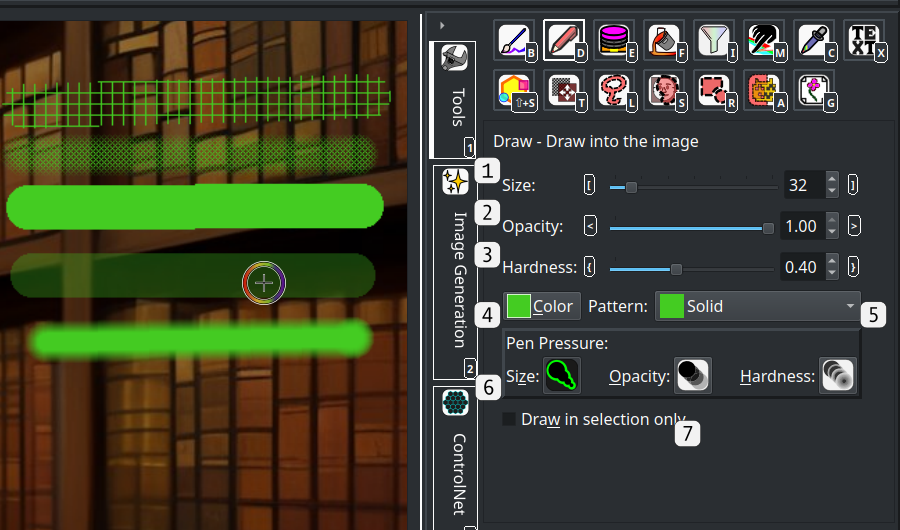 B D E F I M C TEXT X
⇧+S T L S R A G
Tools
1
Draw - Draw into the image
1
Size: [ 32 ]
2
Opacity: < 1.00 >
3
Hardness: { 0.40 }
4
Color Pattern: Solid
5
Pen Pressure:
Size: Opacity: Hardness:
6
Draw in selection only
7
Image Generation
2
ControlNet